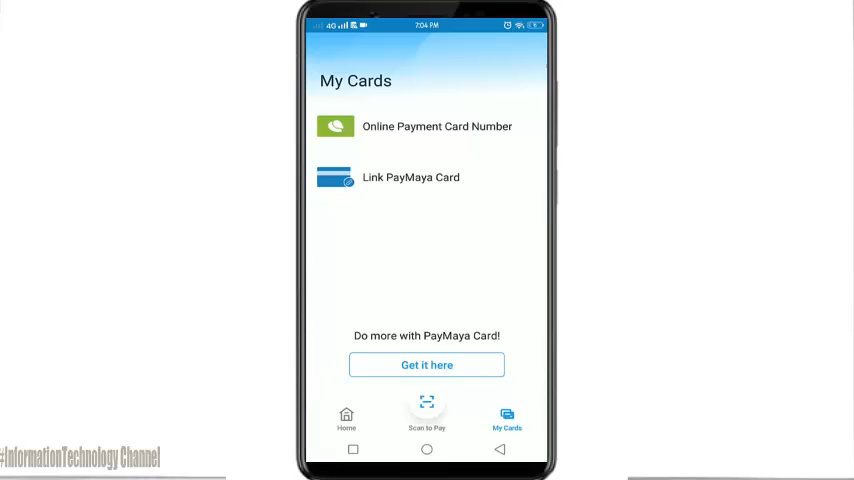 4G 7:04 PM
My Cards
Online Payment Card Number
Link PayMaya Card
Do more with PayMaya Card!
Get it here
Home
Scan to Pay
My Cards
#InformationTechnology Channel